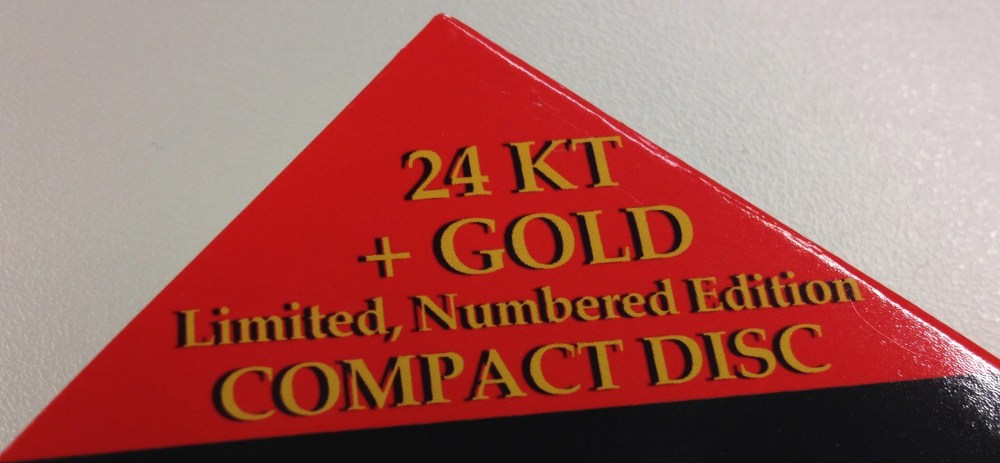 24 KT
+ GOLD
Limited, Numbered Edition
COMPACT DISC